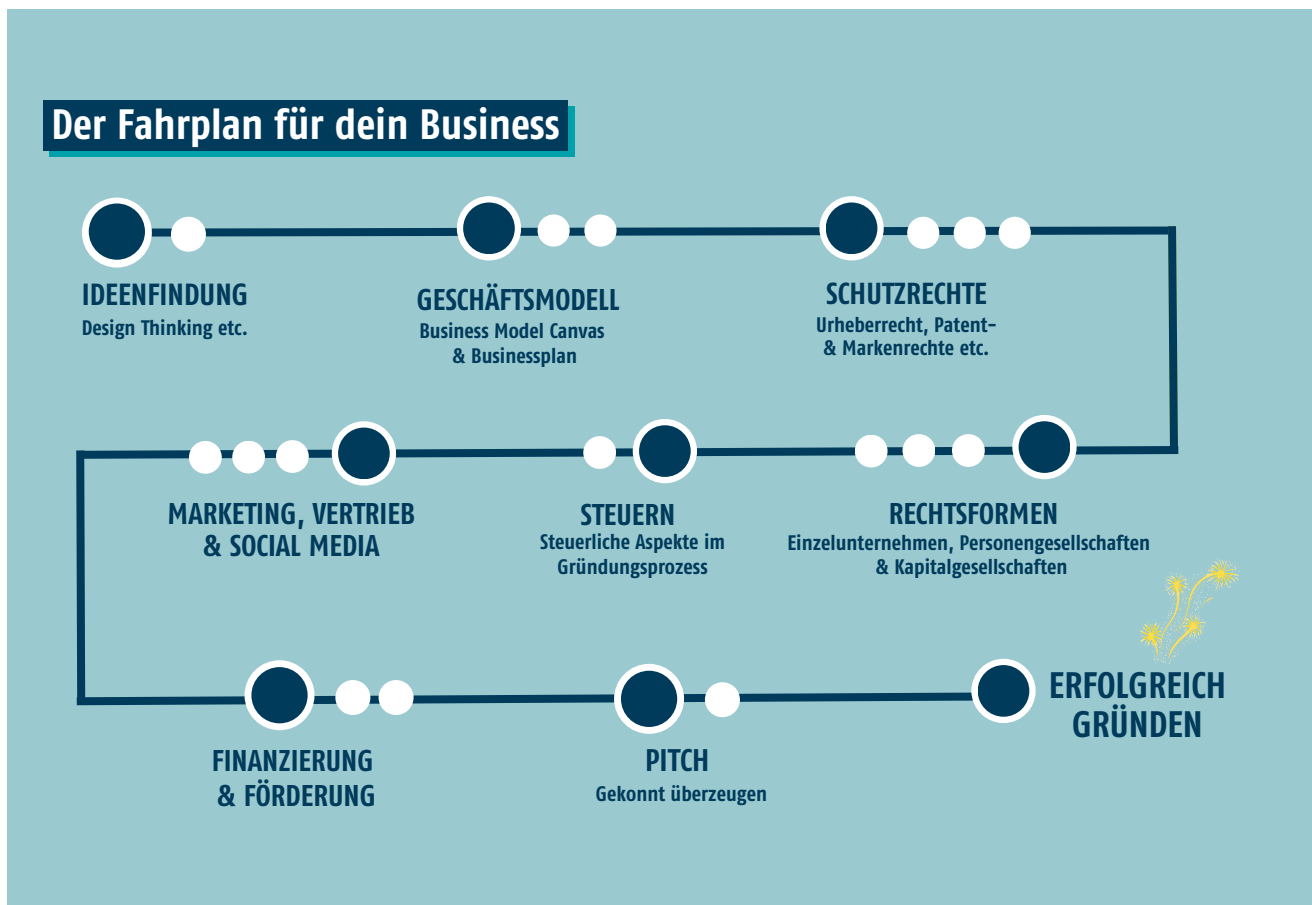 Der Fahrplan für dein Business
IDEENFINDUNG
Design Thinking etc.
GESCHÄFTSMODELL
Business Model Canvas
& Businessplan
SCHUTZRECHTE
Urheberrecht, Patent-
& Markenrechte etc.
MARKETING, VERTRIEB
& SOCIAL MEDIA
STEUERN
Steuerliche Aspekte im
Gründungsprozess
RECHTSFORMEN
Einzelunternehmen, Personengesellschaften
& Kapitalgesellschaften
FINANZIERUNG
& FÖRDERUNG
PITCH
Gekonnt überzeugen
ERFOLGREICH
GRÜNDEN